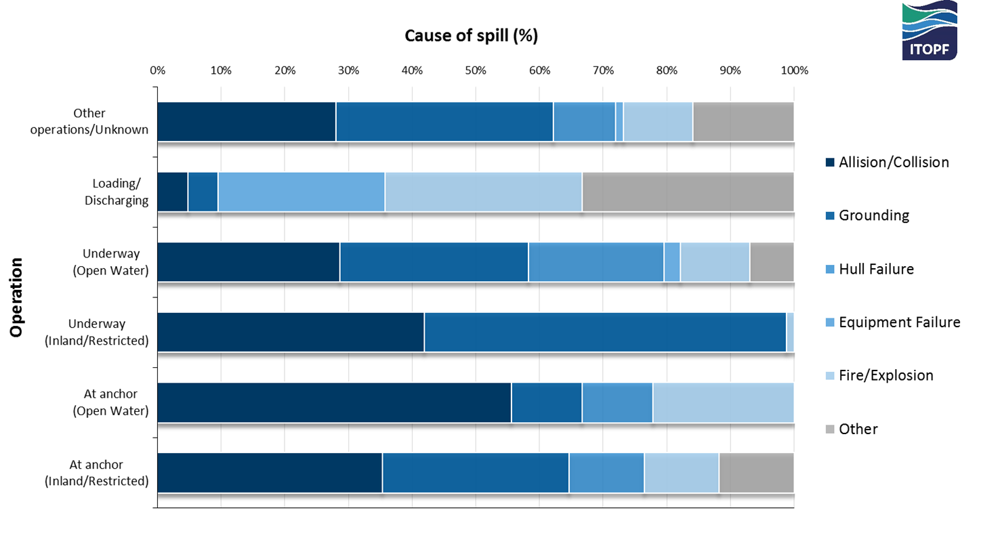 ITOPF
Cause of spill (%)
0% 10% 20% 30% 40% 50% 60% 70% 80% 90% 100%
Other
operations/Unknown
Loading/
Discharging
Underway
(Open Water)
Underway
(Inland/Restricted)
At anchor
(Open Water)
At anchor
(Inland/Restricted)
Operation
Allision/Collision
Grounding
Hull Failure
Equipment Failure
Fire/Explosion
Other